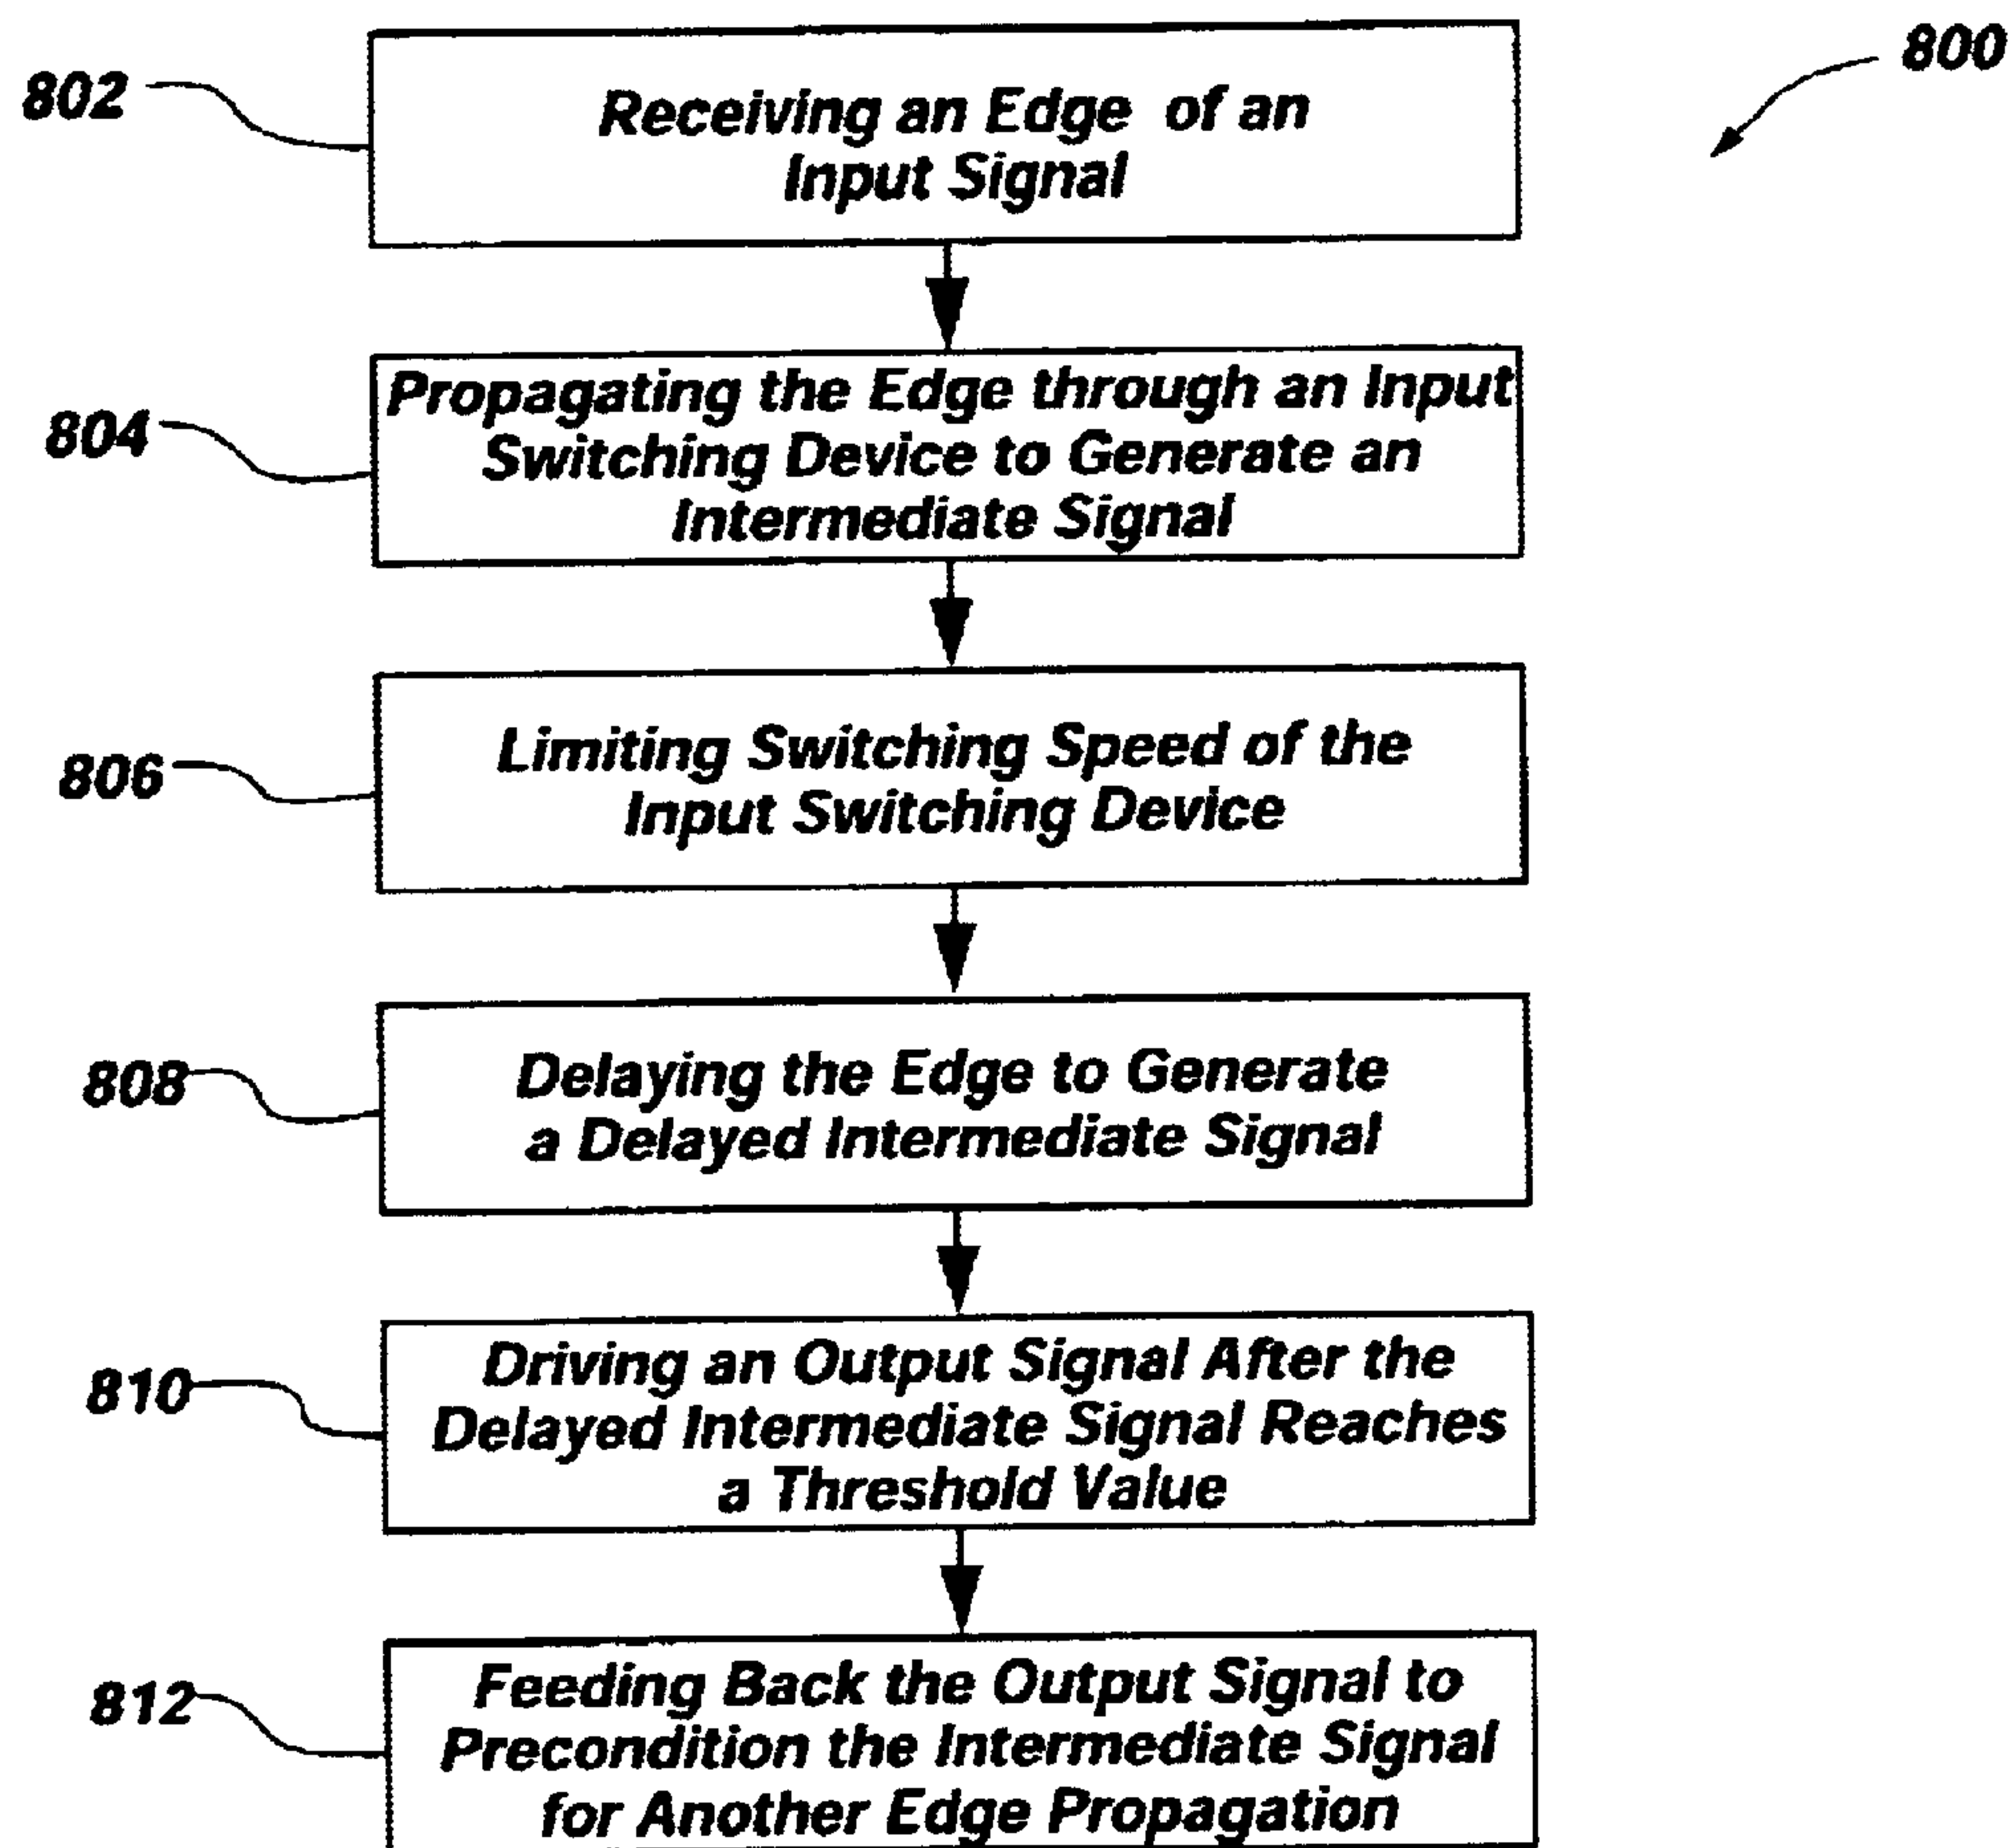 800
802
Receiving an Edge of an
Input Signal
804
Propagating the Edge through an Input
Switching Device to Generate an
Intermediate Signal
806
Limiting Switching Speed of the
Input Switching Device
808
Delaying the Edge to Generate
a Delayed Intermediate Signal
810
Driving an Output Signal After the
Delayed Intermediate Signal Reaches
a Threshold Value
812
Feeding Back the Output Signal to
Precondition the Intermediate Signal
for Another Edge Propagation